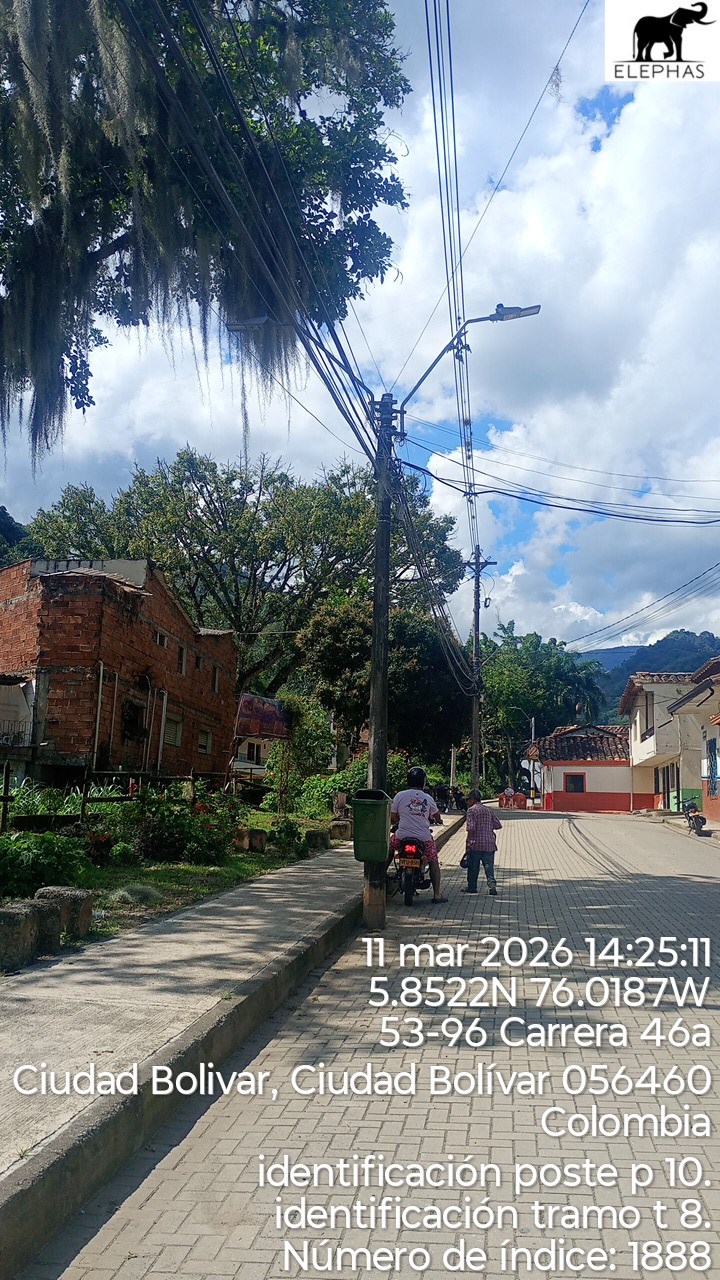 ELEPHAS
11 mar 2026 14:25:11
5.8522N 76.0187W
53-96 Carrera 46a
Ciudad Bolivar, Ciudad Bolívar 056460
Colombia
identificación poste p 10.
identificación tramo t 8.
Número de índice: 1888